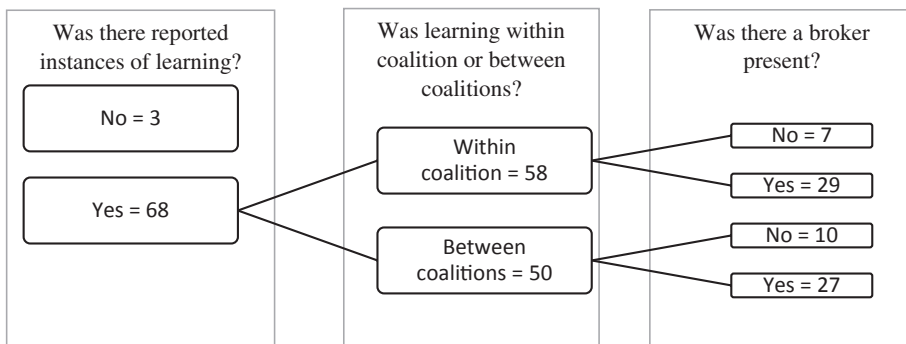 Was there reported
instances of learning?
No = 3
Yes = 68
Was learning within
coalition or between
coalitions?
Within
coalition = 58
Between
coalitions = 50
Was there a broker
present?
No = 7
Yes = 29
No = 10
Yes = 27